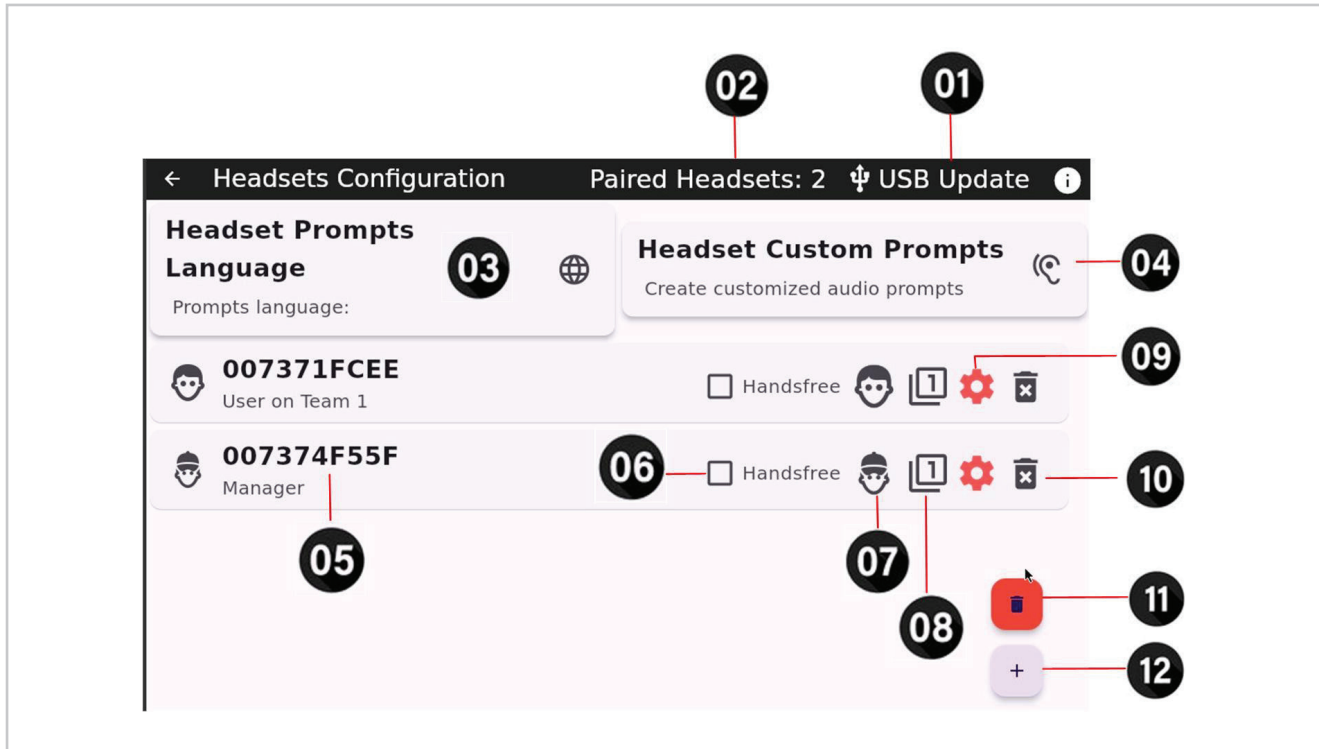 02
01
Headsets Configuration
Paired Headsets: 2
USB Update
Headset Prompts
Language
Prompts language:
03
Headset Custom Prompts
Create customized audio prompts
04
09
007371FCEE
User on Team 1
Handsfree
1
007374F55F
Manager
06
Handsfree
1
10
05
07
08
11
12